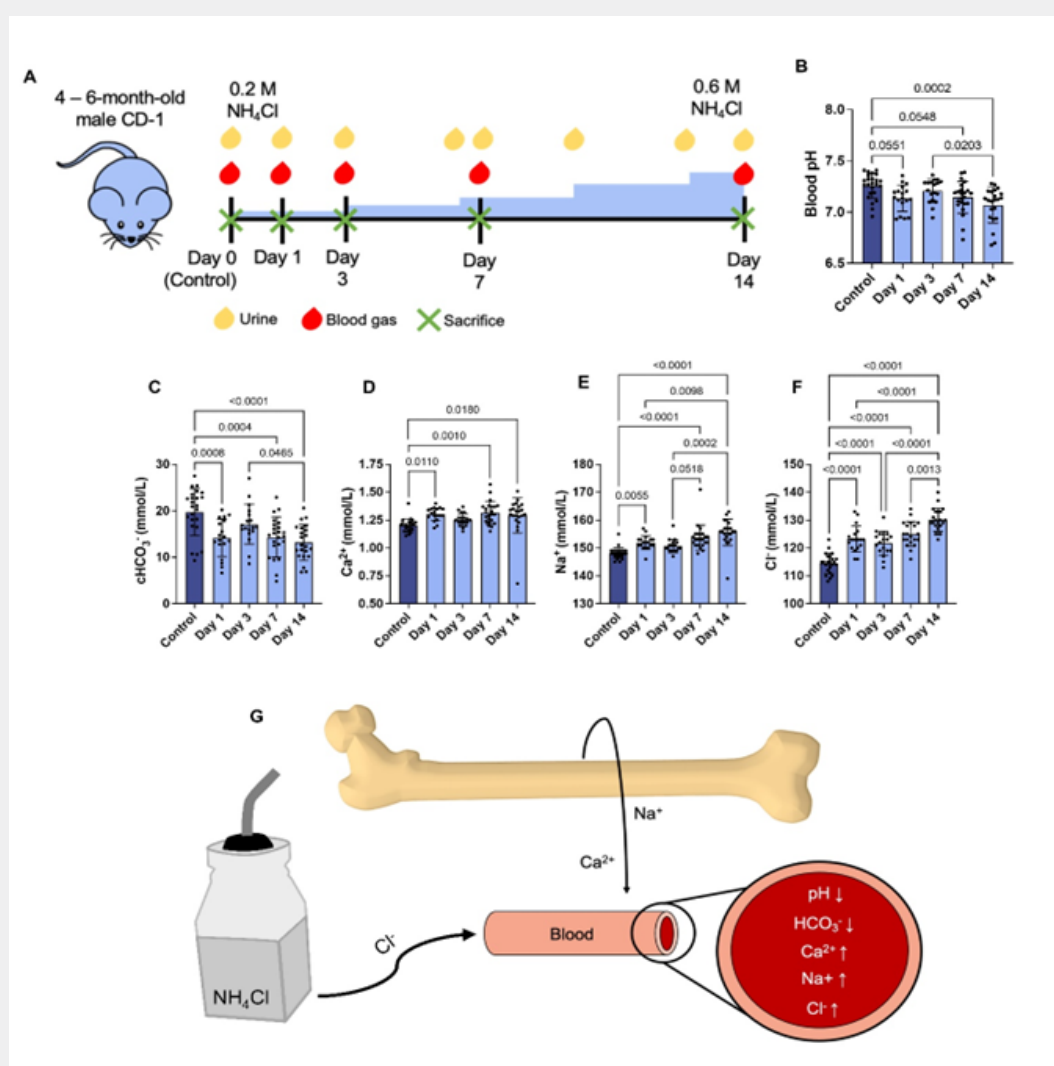 A
4 – 6-month-old
male CD-1
0.2 M
NH₄Cl
0.6 M
NH₄Cl
Day 0
(Control)
Day 1
Day
3
Day
7
Day
14
Urine
Blood gas
Sacrifice
B
0.0002
0.0548
0.0551
0.0203
Blood pH
8.0
7.5
7.0
6.5
Control
Day 1
Day 3
Day 7
Day 14
C
<0.0001
0.0004
0.0006
0.0465
cHCO₃⁻ (mmol/L)
30
20
10
0
Control
Day 1
Day 3
Day 7
Day 14
D
0.0180
0.0010
0.0110
Ca²⁺ (mmol/L)
1.75
1.50
1.25
1.00
0.75
0.50
Control
Day 1
Day 3
Day 7
Day 14
E
<0.0001
0.0098
<0.0001
0.0002
0.0518
0.0055
Na⁺ (mmol/L)
180
170
160
150
140
130
Control
Day 1
Day 3
Day 7
Day 14
F
<0.0001
<0.0001
<0.0001
<0.0001 <0.0001
<0.0001 0.0013
Cl⁻ (mmol/L)
150
140
130
120
110
100
Control
Day 1
Day 3
Day 7
Day 14
G
Na⁺
Ca²⁺
Cl⁻
NH₄Cl
Blood
pH ↓
HCO₃⁻ ↓
Ca²⁺ ↑
Na+ ↑
Cl⁻ ↑